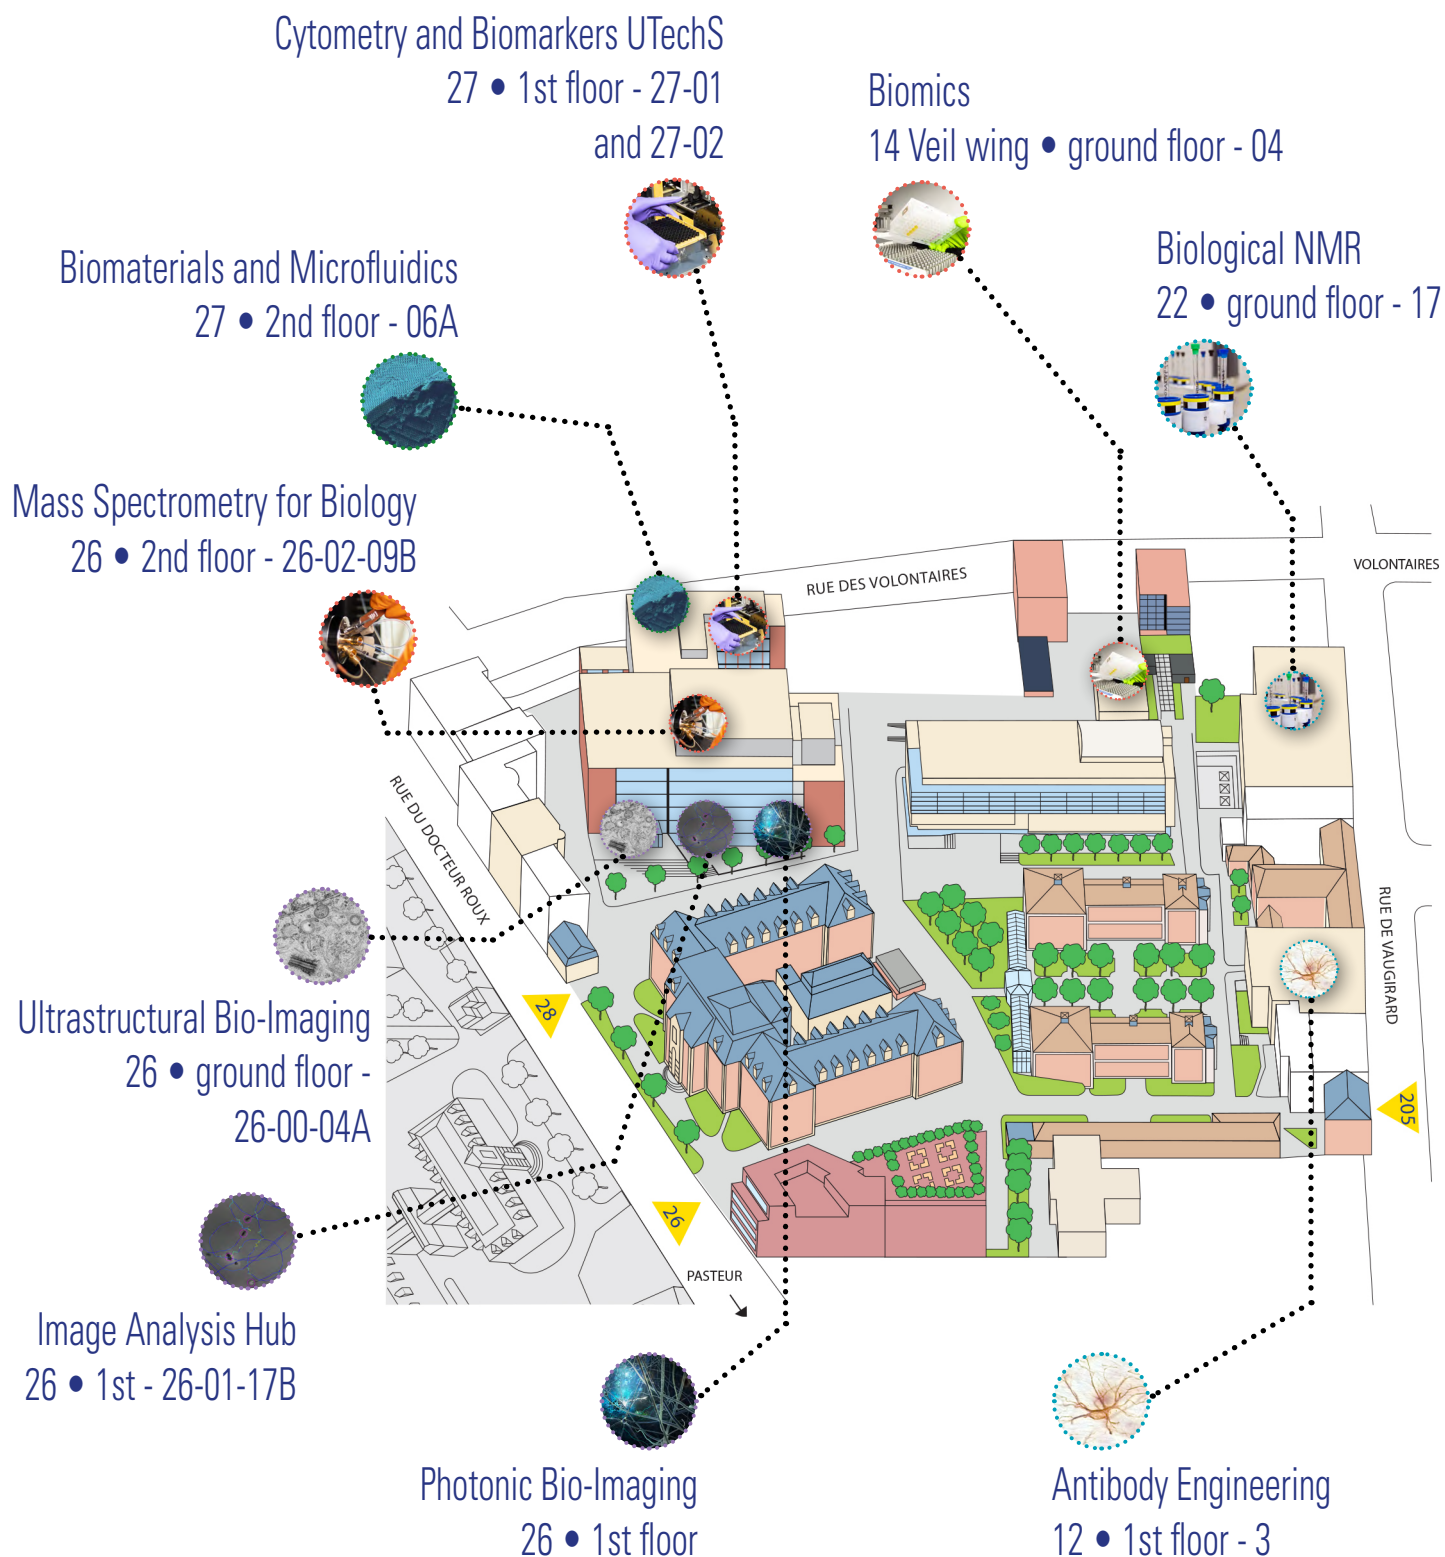 Cytometry and Biomarkers UTechS
27 • 1st floor - 27-01
and 27-02
Biomics
14 Veil wing • ground floor - 04
Biological NMR
22 • ground floor - 17
Biomaterials and Microfluidics
27 • 2nd floor - 06A
Mass Spectrometry for Biology
26 • 2nd floor - 26-02-09B
RUE DES VOLONTAIRES
VOLONTAIRES
RUE DU DOCTEUR ROUX
RUE DE VAUGIRARD
28
205
26
PASTEUR
Ultrastructural Bio-Imaging
26 • ground floor -
26-00-04A
Image Analysis Hub
26 • 1st - 26-01-17B
Photonic Bio-Imaging
26 • 1st floor
Antibody Engineering
12 • 1st floor - 3